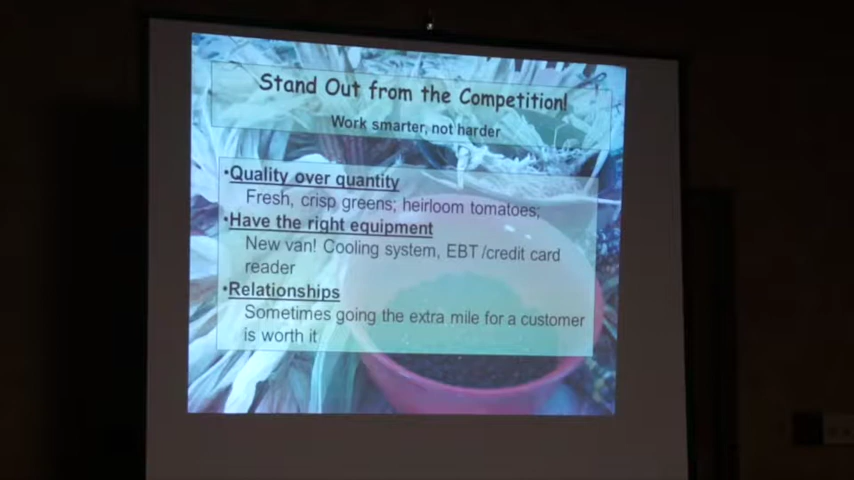 Stand Out from the Competition!
Work smarter, not harder
•Quality over quantity
Fresh, crisp greens; heirloom tomatoes;
•Have the right equipment
New van! Cooling system, EBT/credit card
reader
•Relationships
Sometimes going the extra mile for a customer
is worth it